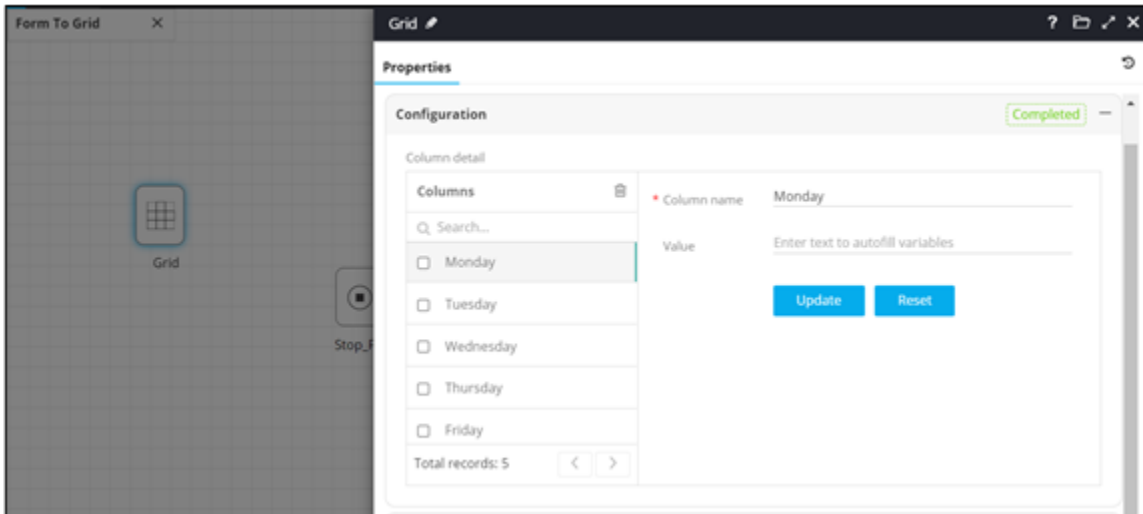 Form To Grid
Grid
?
Properties
Configuration
Completed
Column detail
Columns
Search...
Monday
Tuesday
Wednesday
Thursday
Friday
Total records: 5
* Column name
Monday
Value
Enter text to autofill variables
Update
Reset
Grid